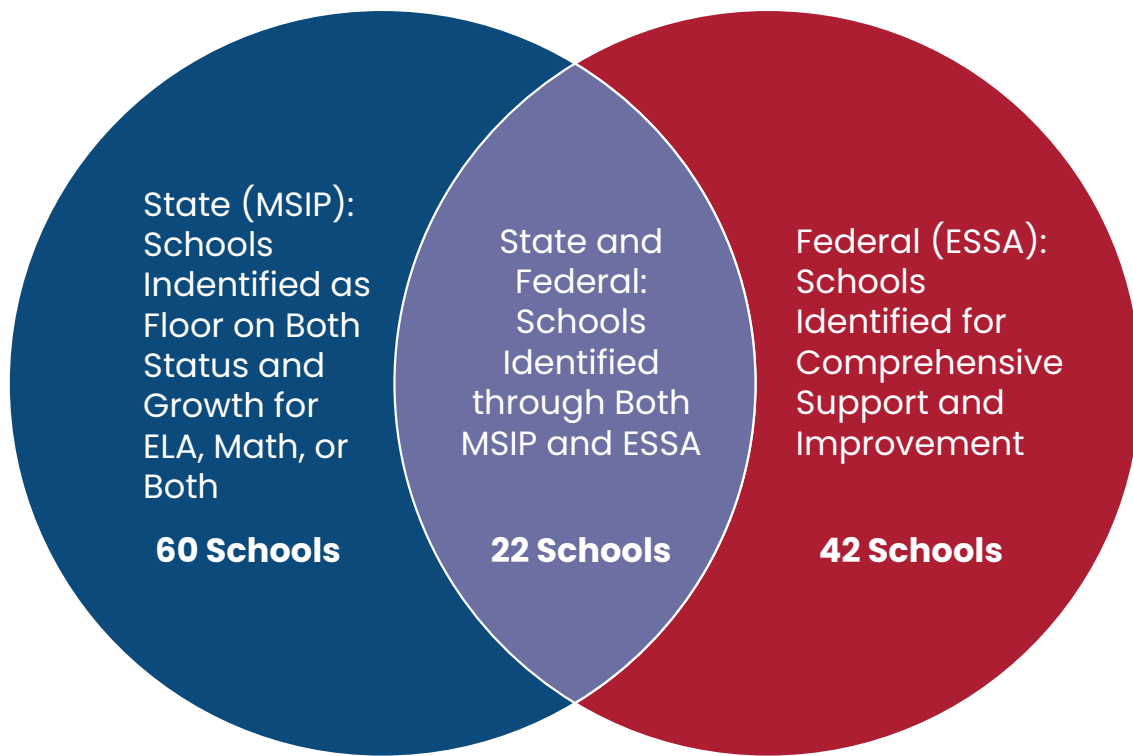 State (MSIP):
Schools
Indentified as
Floor on Both
Status and
Growth for
ELA, Math, or
Both
60 Schools
State and
Federal:
Schools
Identified
through Both
MSIP and ESSA
22 Schools
Federal (ESSA):
Schools
Identified for
Comprehensive
Support and
Improvement
42 Schools